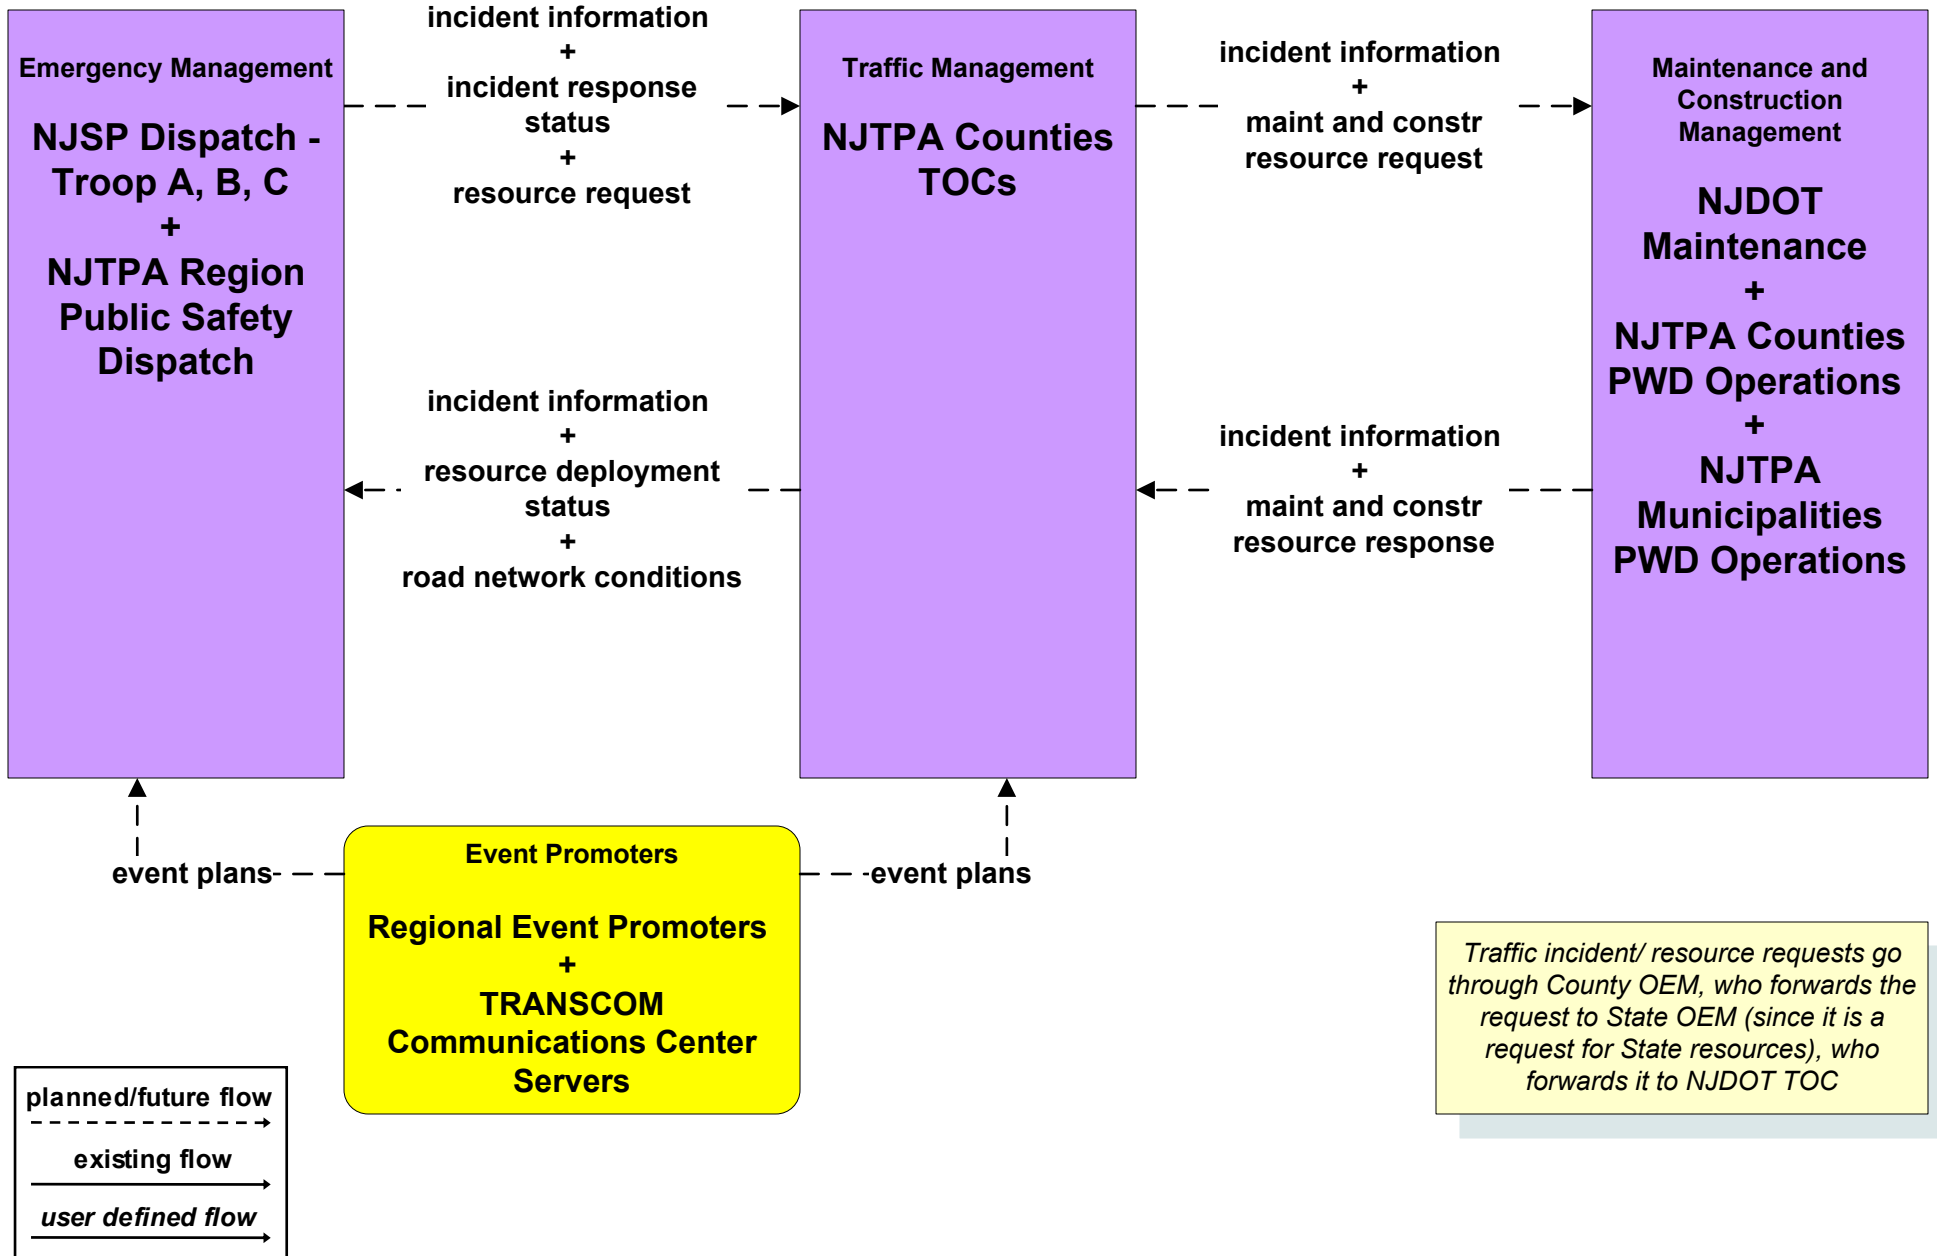 Emergency Management
NJSP Dispatch -
Troop A, B, C
+
NJTPA Region
Public Safety
Dispatch
incident information
+
incident response
status
+
resource request
incident information
+
resource deployment
status
+
road network conditions
Traffic Management
NJTPA Counties
TOCs
incident information
+
maint and constr
resource request
incident information
+
maint and constr
resource response
Maintenance and
Construction
Management
NJDOT
Maintenance
+
NJTPA Counties
PWD Operations
+
NJTPA
Municipalities
PWD Operations
event plans
Event Promoters
Regional Event Promoters
+
TRANSCOM
Communications Center
Servers
event plans
Traffic incident/ resource requests go
through County OEM, who forwards the
request to State OEM (since it is a
request for State resources), who
forwards it to NJDOT TOC
planned/future flow
existing flow
user defined flow